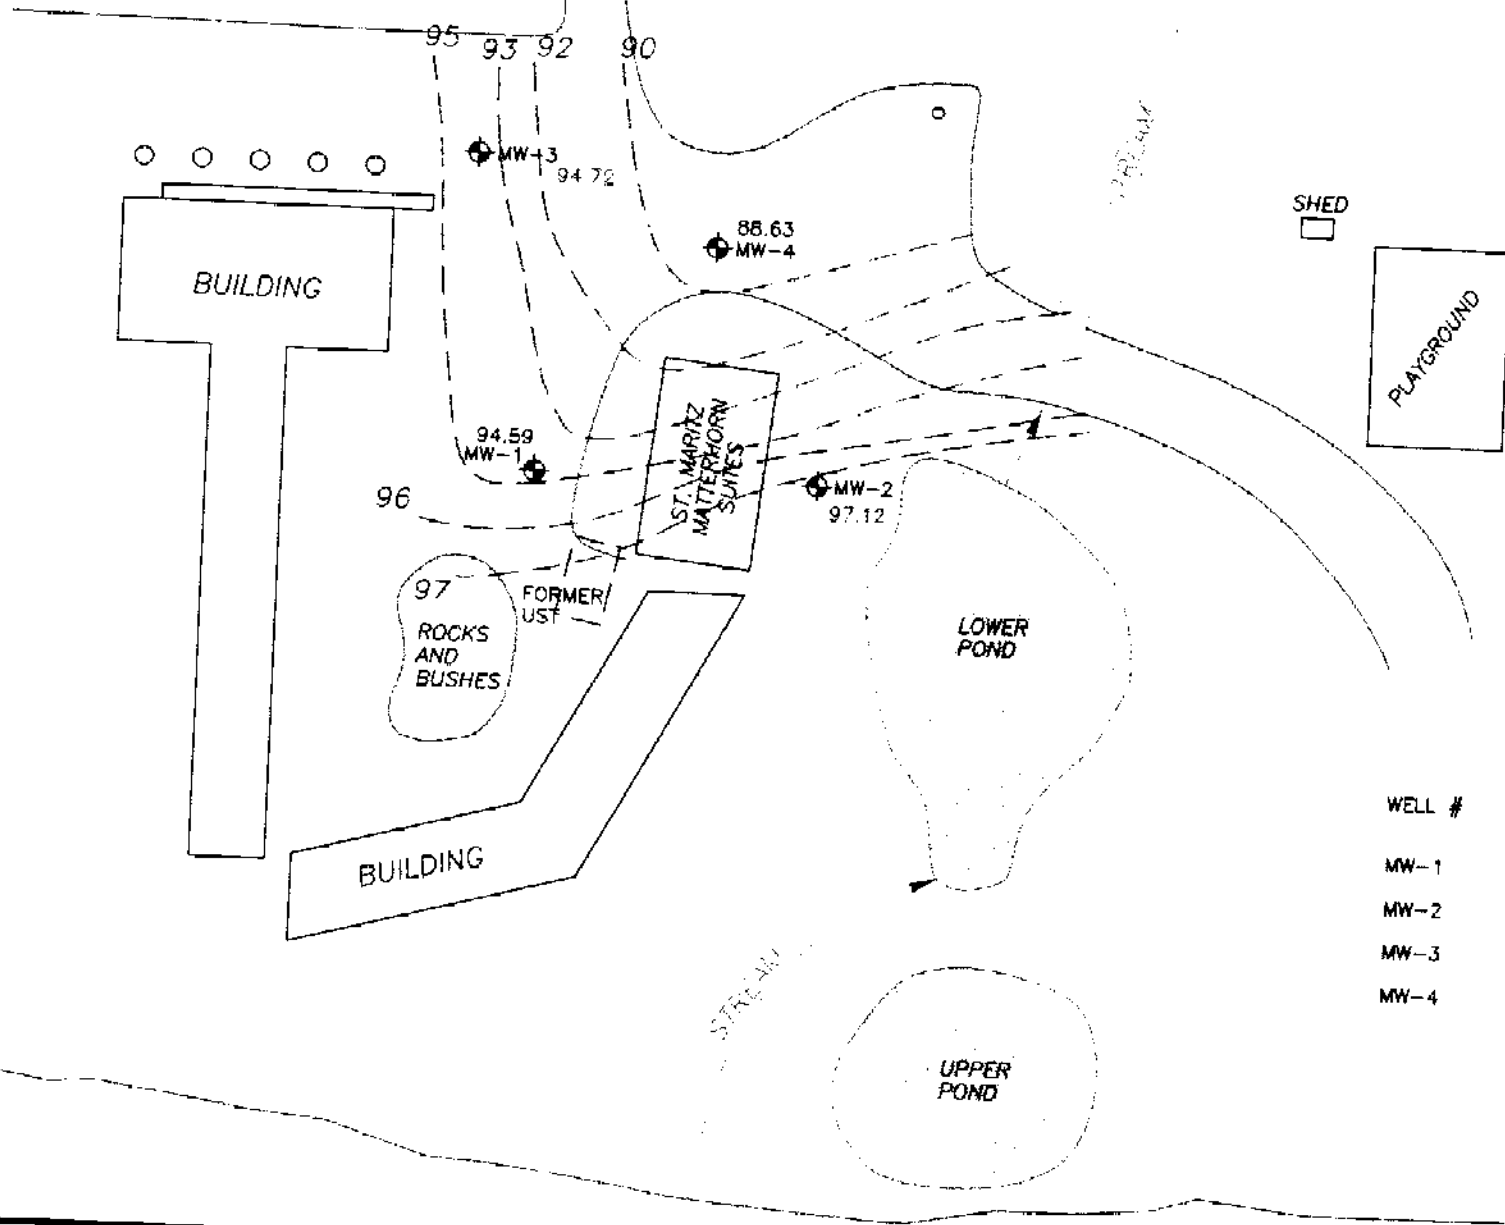 95 93 92 90
MW-3
94.72
88.63
MW-4
SHED
BUILDING
PLAYGROUND
94.59
MW-1
ST. MARITZ
MATTERHORN
SUITES
MW-2
97.12
96
97
FORMER
UST
ROCKS
AND
BUSHES
LOWER
POND
BUILDING
WELL #
MW-1
MW-2
MW-3
MW-4
STREAM
UPPER
POND